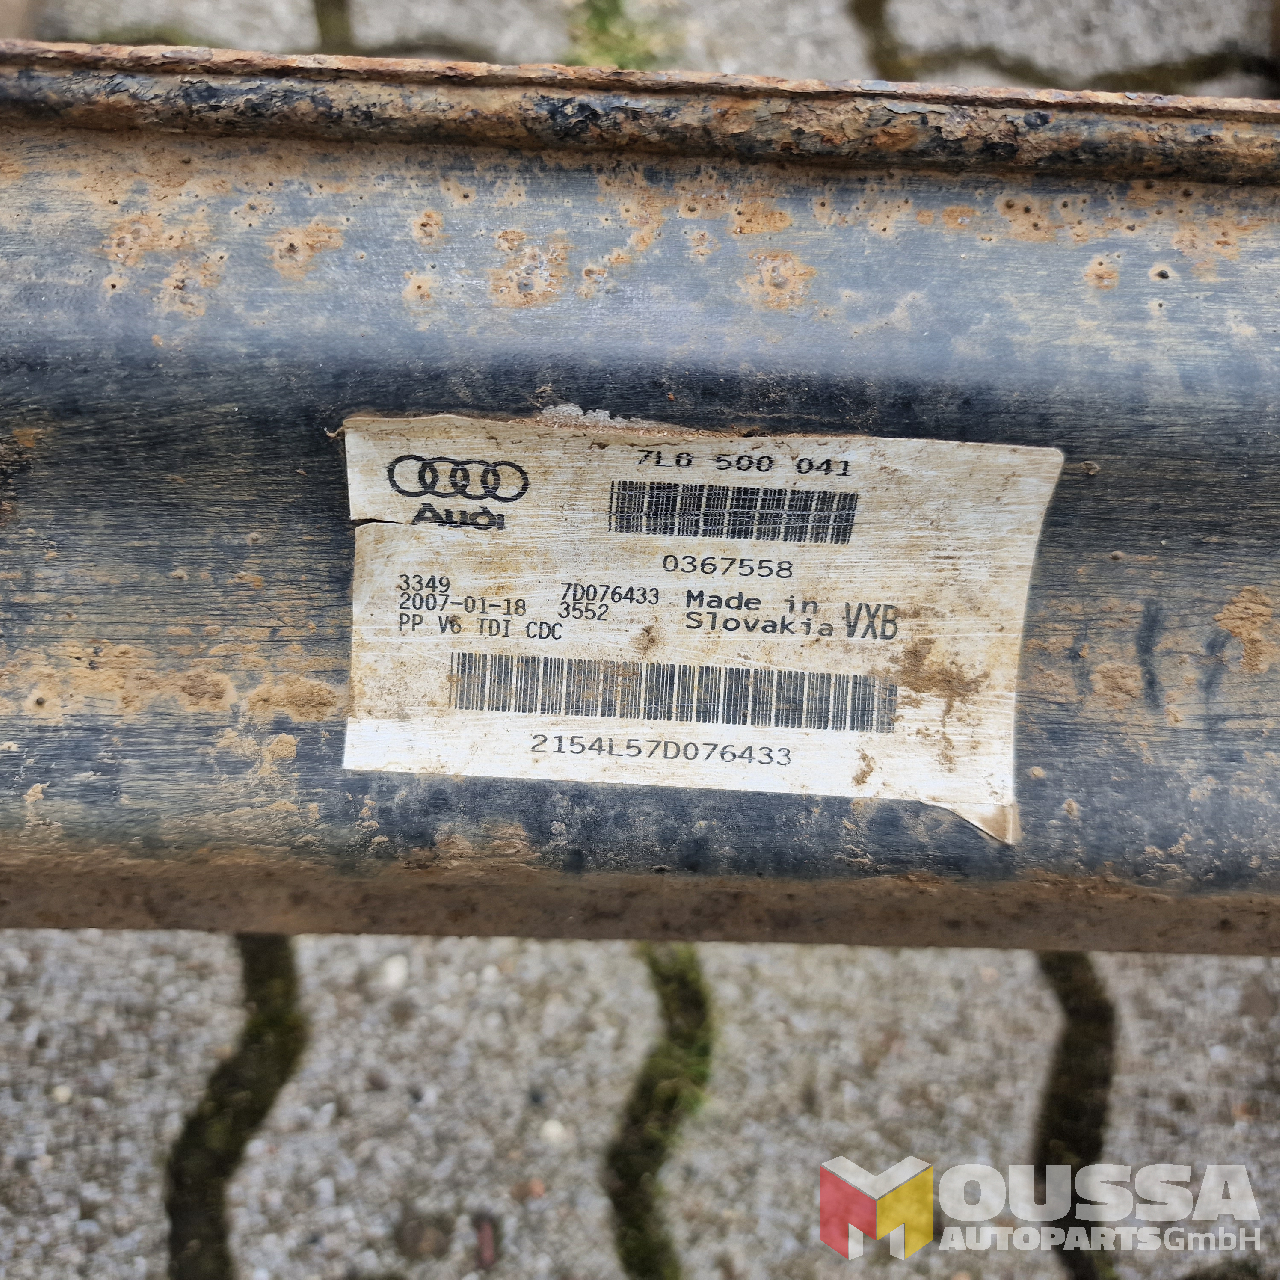 7L8 500 041
Audi
0367558
3349
2007-01-18
PP V6 TDI CDC
7D076433
3552
Made in
Slovakia
VXB
2154L57D076433
MOUSSA
AUTOPARTS GmbH